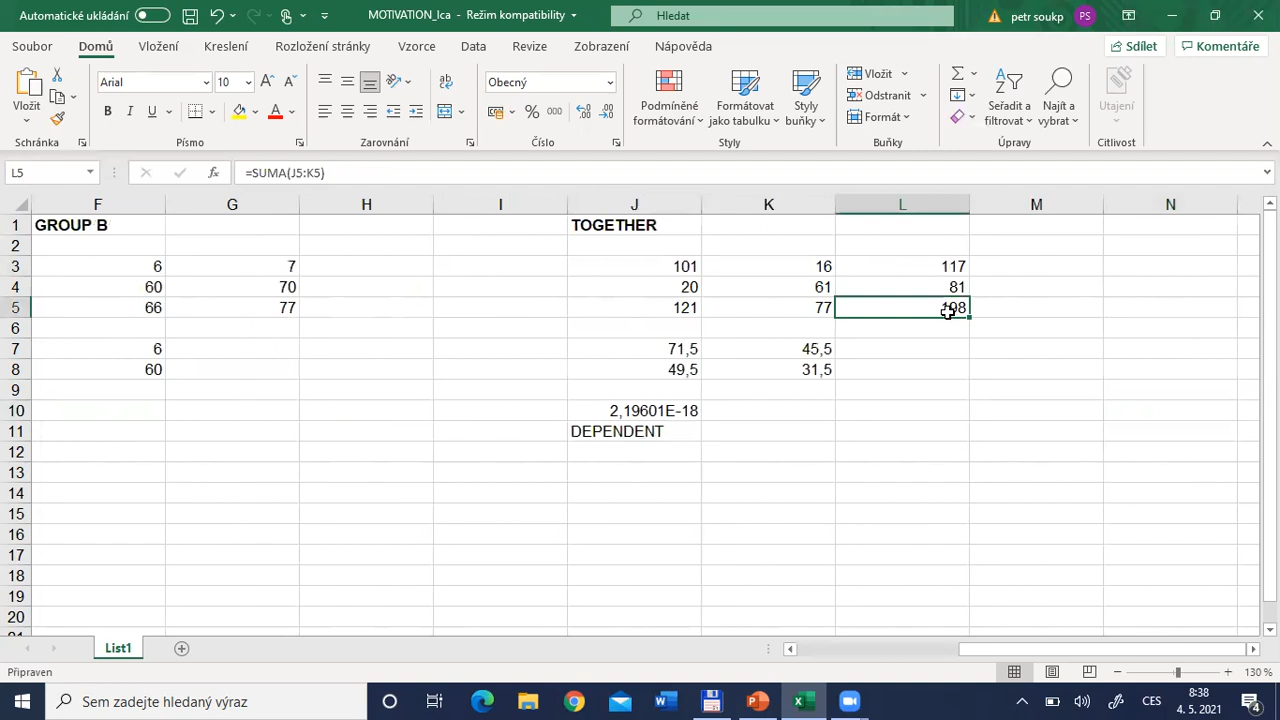 Automatické ukládání
MOTIVATION_lca - Režim kompatibility
Hledat
petr soukp
PS
Soubor Domů Vložení Kreslení Rozložení stránky Vzorce Data Revize Zobrazení Nápověda
Sdílet
Komentáře
Vložit
Arial 10
B I U
Obecný
% 000
Podmíněné formátování
Formátovat jako tabulku
Styly buňky
Vložit
Odstranit
Formát
Seřadit a filtrovat
Najít a vybrat
Utajení
Schránka Písmo Zarovnání Číslo Styly Buňky Úpravy Citlivost
L5 fx =SUMA(J5:K5)
F G H I J K L M N
1 GROUP B TOGETHER
2
3 6 7 101 16 117
4 60 70 20 61 81
5 66 77 121 77 198
6
7 6 71,5 45,5
8 60 49,5 31,5
9
10 2,19601E-18
11 DEPENDENT
12
13
14
15
16
17
18
19
20
List1
Připraven
130 %
Sem zadejte hledaný výraz
CES
8:38
4. 5. 2021
4